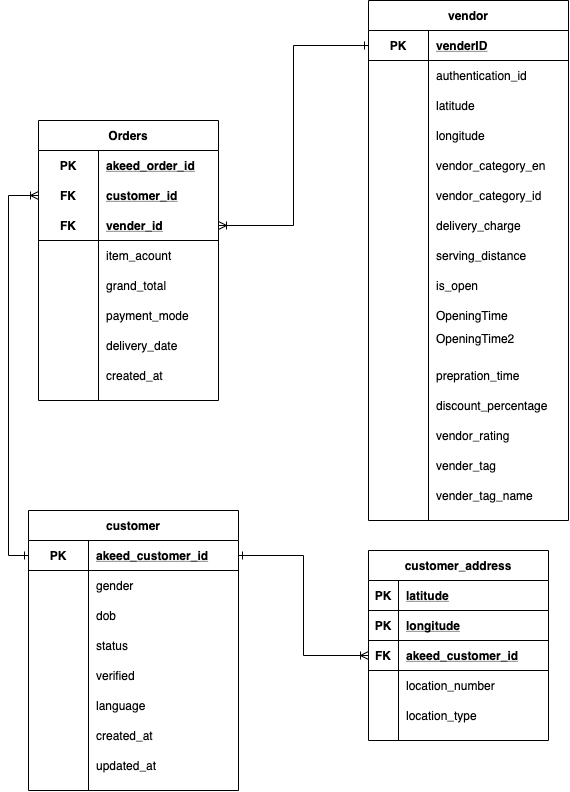 vendor
PK venderID
authentication_id
latitude
longitude
vendor_category_en
vendor_category_id
delivery_charge
serving_distance
is_open
OpeningTime
OpeningTime2
prepration_time
discount_percentage
vendor_rating
vender_tag
vender_tag_name
Orders
PK akeed_order_id
FK customer_id
FK vender_id
item_acount
grand_total
payment_mode
delivery_date
created_at
customer
PK akeed_customer_id
gender
dob
status
verified
language
created_at
updated_at
customer_address
PK latitude
PK longitude
FK akeed_customer_id
location_number
location_type